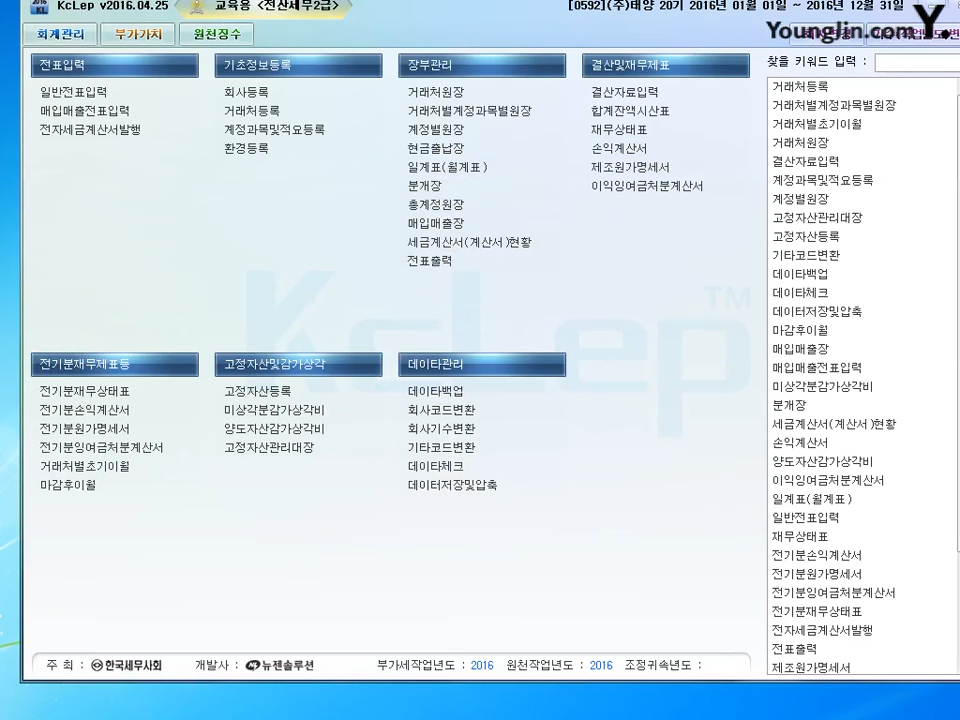 KcLep v2016.04.25 교육용 <전산세무2급> [0592](주)태양 20기 2016년 01월 01일 ~ 2016년 12월 31일
Younglin.com Y.
회계관리 부가가치 원천징수
전표입력
일반전표입력
매입매출전표입력
전자세금계산서발행
기초정보등록
회사등록
거래처등록
계정과목및적요등록
환경등록
장부관리
거래처원장
거래처별계정과목별원장
계정별원장
현금출납장
일계표(월계표)
분개장
총계정원장
매입매출장
세금계산서(계산서)현황
전표출력
결산및재무제표
결산자료입력
합계잔액시산표
재무상태표
손익계산서
제조원가명세서
이익잉여금처분계산서
KcLep TM
전기분재무제표등
전기분재무상태표
전기분손익계산서
전기분원가명세서
전기분잉여금처분계산서
거래처별초기이월
마감후이월
고정자산및감가상각
고정자산등록
미상각분감가상각비
양도자산감가상각비
고정자산관리대장
데이타관리
데이타백업
회사코드변환
회사기수변환
기타코드변환
데이타체크
데이터저장및압축
찾을 키워드 입력 :
거래처등록
거래처별계정과목별원장
거래처별초기이월
거래처원장
결산자료입력
계정과목및적요등록
계정별원장
고정자산관리대장
고정자산등록
기타코드변환
데이타백업
데이타체크
데이터저장및압축
마감후이월
매입매출장
매입매출전표입력
미상각분감가상각비
분개장
세금계산서(계산서)현황
손익계산서
양도자산감가상각비
이익잉여금처분계산서
일계표(월계표)
일반전표입력
재무상태표
전기분손익계산서
전기분원가명세서
전기분잉여금처분계산서
전기분재무상태표
전자세금계산서발행
전표출력
제조원가명세서
주 최 : 한국세무사회 개발사 : 뉴젠솔루션 부가세작업년도 : 2016 원천작업년도 : 2016 조정귀속년도 :